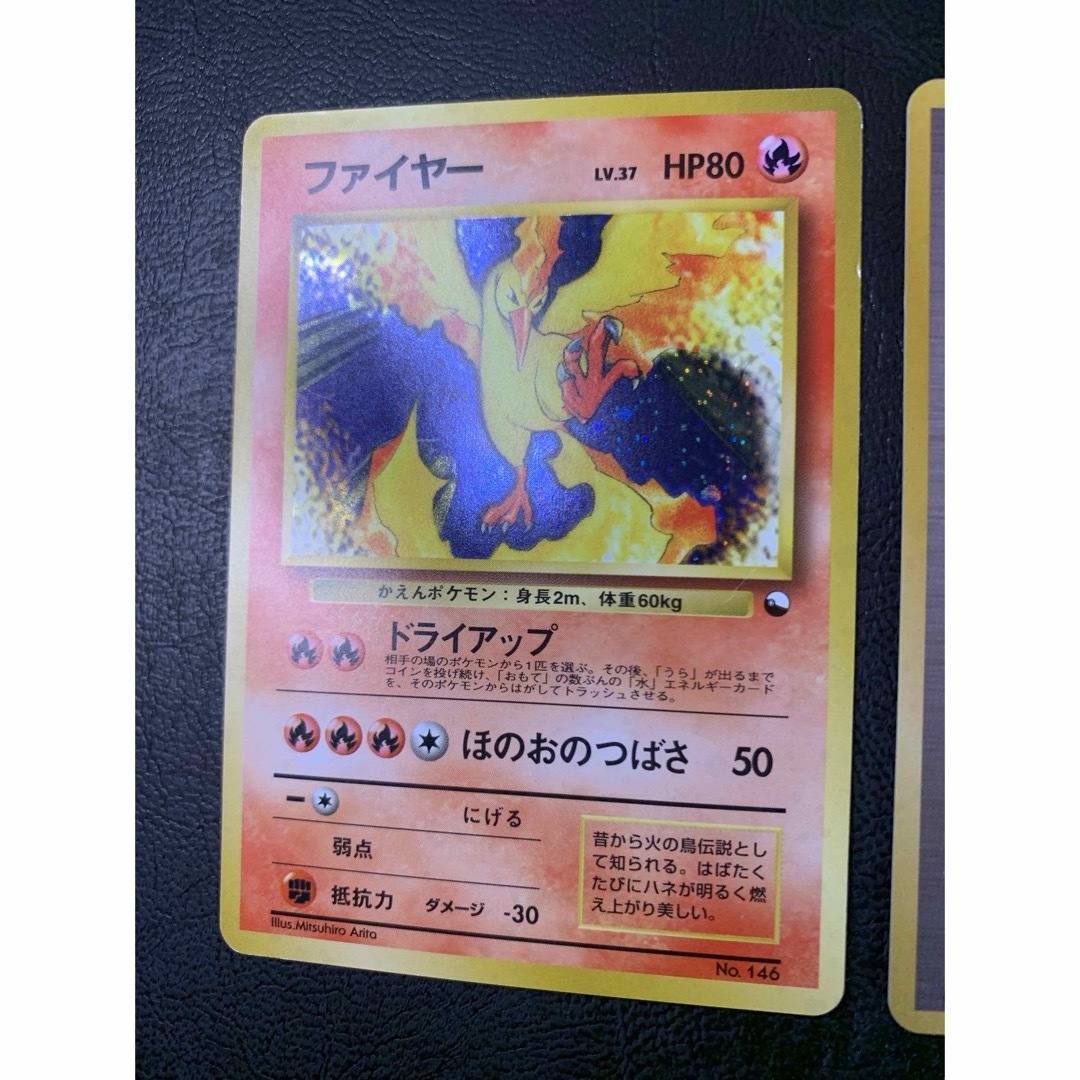 ファイヤー LV.37 HP80
かえんポケモン：身長2m、体重60kg
ドライアップ
相手の場のポケモンから1匹を選ぶ。その後、「うら」が出るまで
コインを投げ続け、「おもて」の数ぶんの「水」エネルギーカード
を、そのポケモンからはがしてトラッシュさせる。
ほのおのつばさ 50
にげる
弱点
抵抗力 ダメージ -30
昔から火の鳥伝説とし
て知られる。はばたく
たびにハネが明るく燃
え上がり美しい。
Illus.Mitsuhiro Arita
No. 146